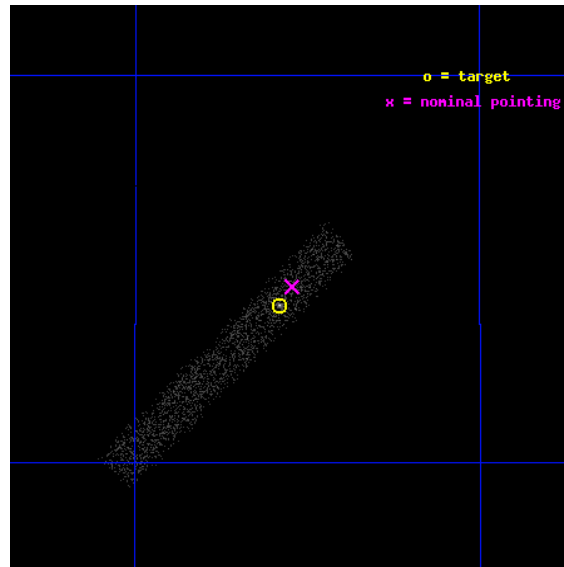 o = target
x = nominal pointing